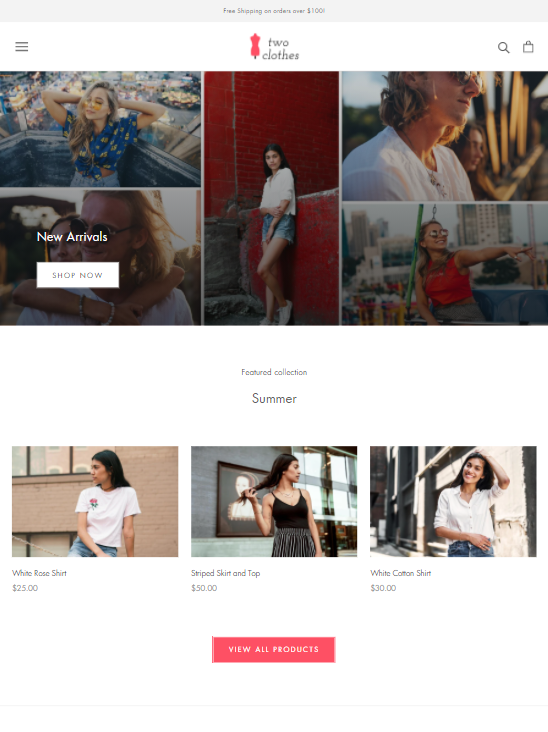 Free Shipping on orders over $100!
two
clothes
New Arrivals
SHOP NOW
Featured collection
Summer
White Rose Shirt
$25.00
Striped Skirt and Top
$50.00
White Cotton Shirt
$30.00
VIEW ALL PRODUCTS